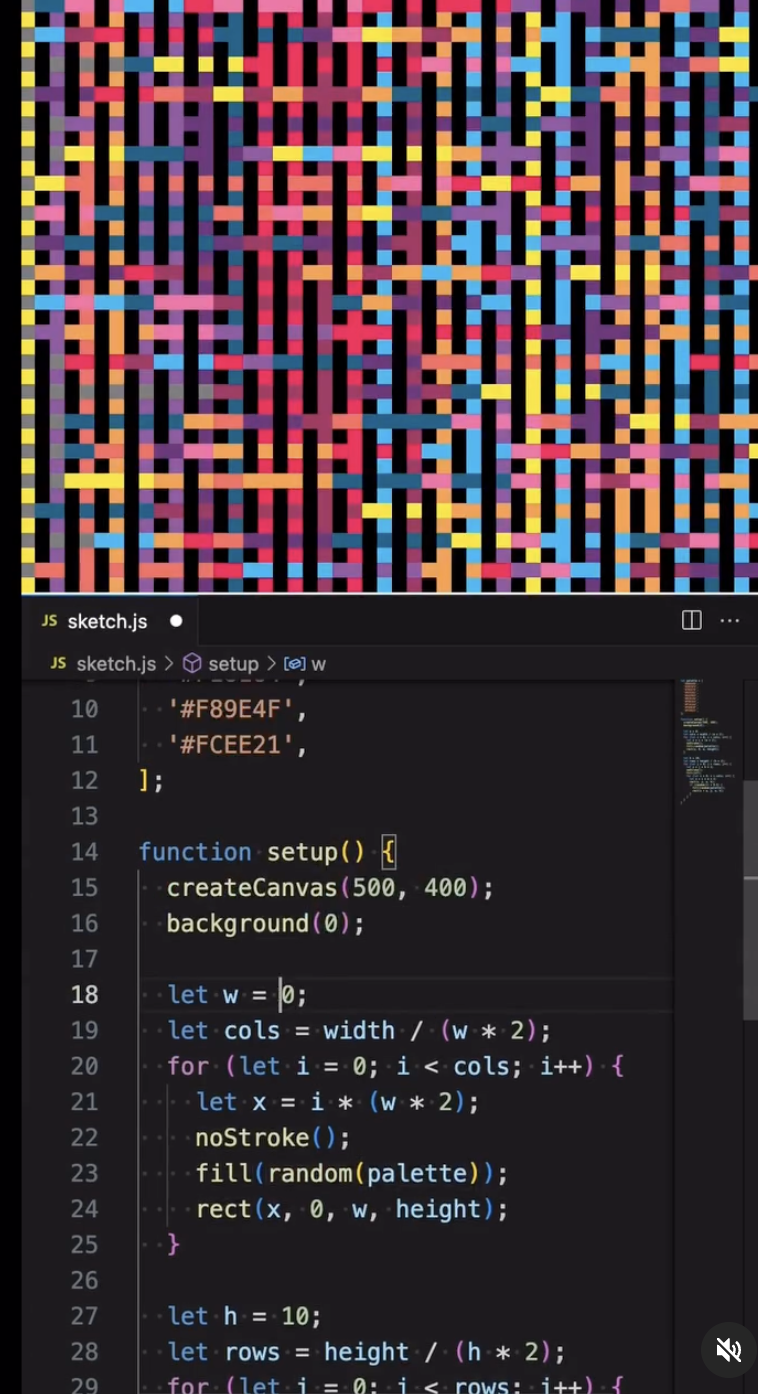 JS sketch.js ● ···
JS sketch.js > setup > w
10 '#F89E4F',
11 '#FCEE21',
12 ];
13
14 function setup() {
15 createCanvas(500, 400);
16 background(0);
17
18 let w = 0;
19 let cols = width / (w * 2);
20 for (let i = 0; i < cols; i++) {
21 let x = i * (w * 2);
22 noStroke();
23 fill(random(palette));
24 rect(x, 0, w, height);
25 }
26
27 let h = 10;
28 let rows = height / (h * 2);
29 for (let i = 0; i < rows; i++) {